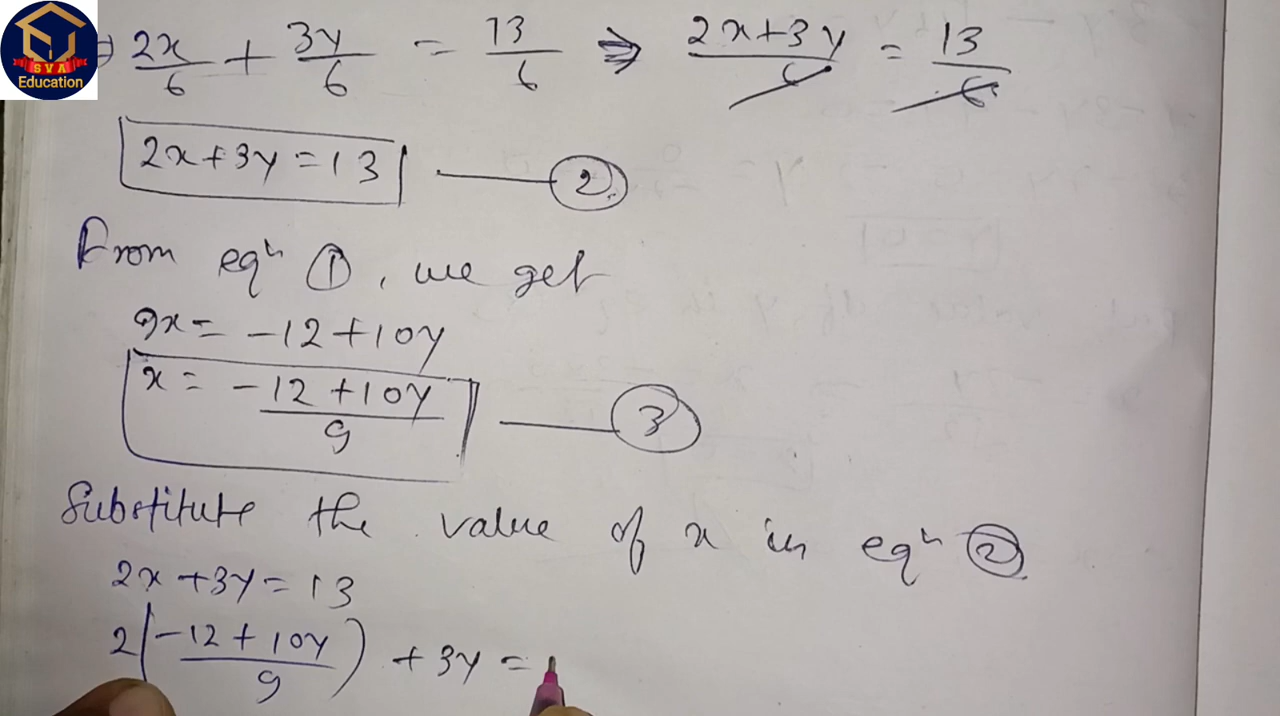 SVA
Education
⇒ 2x/6 + 3y/6 = 13/6 ⇒ 2x+3y/6 = 13/6
2x+3y=13 — ②
From eqⁿ ①, we get
9x = -12+10y
x = -12+10y/9 — ③
Substitute the value of x in eqⁿ ②
2x+3y=13
2(-12+10y/9) + 3y =